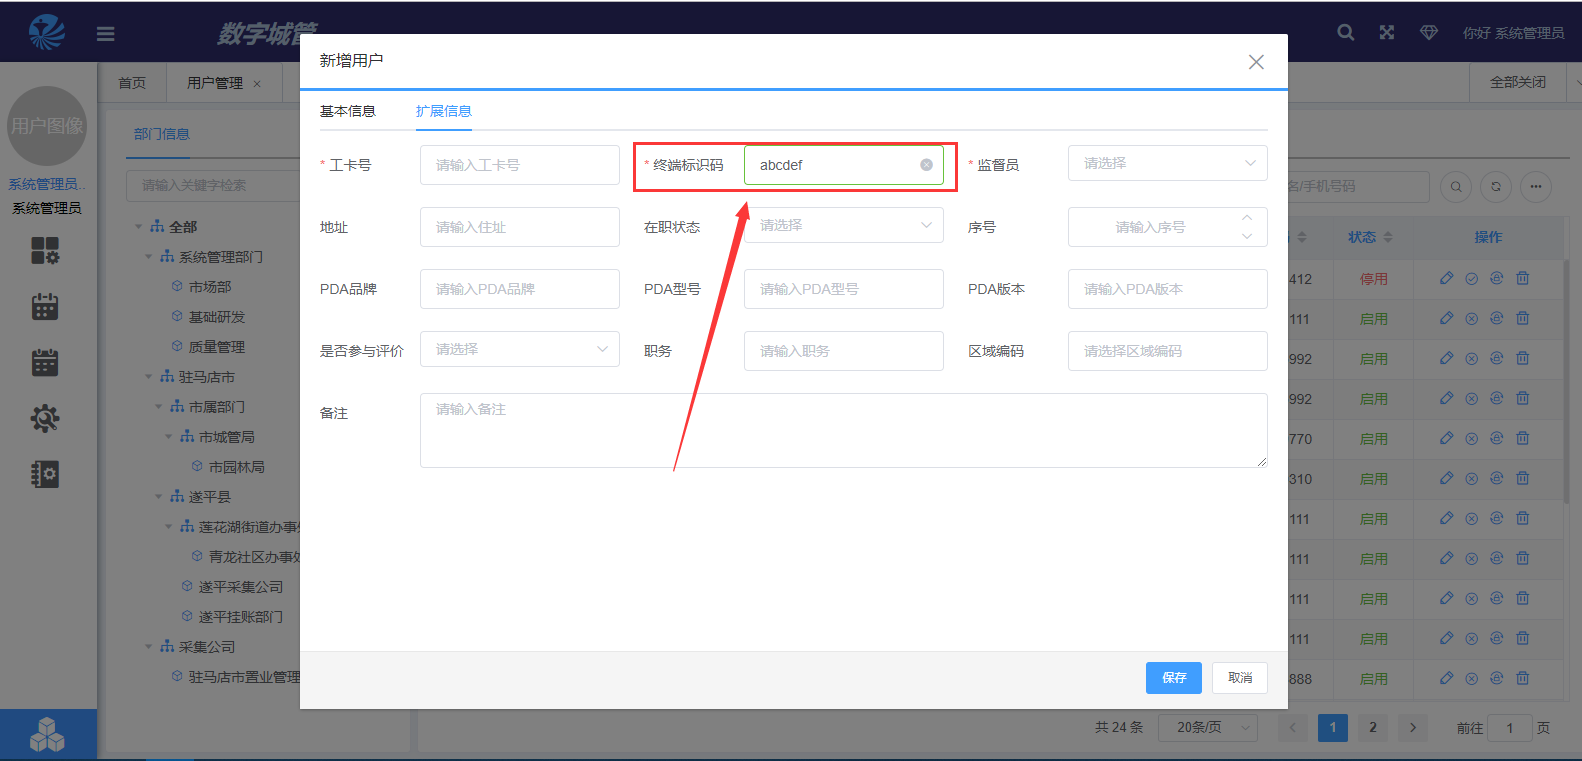 数字城管
你好 系统管理员
首页
用户管理 ×
全部关闭
用户图像
系统管理员..
系统管理员
部门信息
请输入关键字检索
全部
系统管理部门
市场部
基础研发
质量管理
驻马店市
市属部门
市城管局
市园林局
遂平县
莲花湖街道办事
青龙社区办事
遂平采集公司
遂平挂账部门
采集公司
驻马店市置业管理
新增用户
基本信息 扩展信息
* 工卡号 请输入工卡号 * 终端标识码 abcdef * 监督员 请选择
地址 请输入住址 在职状态 请选择 序号 请输入序号
PDA品牌 请输入PDA品牌 PDA型号 请输入PDA型号 PDA版本 请输入PDA版本
是否参与评价 请选择 职务 请输入职务 区域编码 请选择区域编码
备注 请输入备注
保存 取消
名/手机号码
状态 操作
412 停用
111 启用
992 启用
992 启用
770 启用
310 启用
111 启用
111 启用
111 启用
111 启用
888 启用
共 24 条 20条/页 1 2 前往 1 页